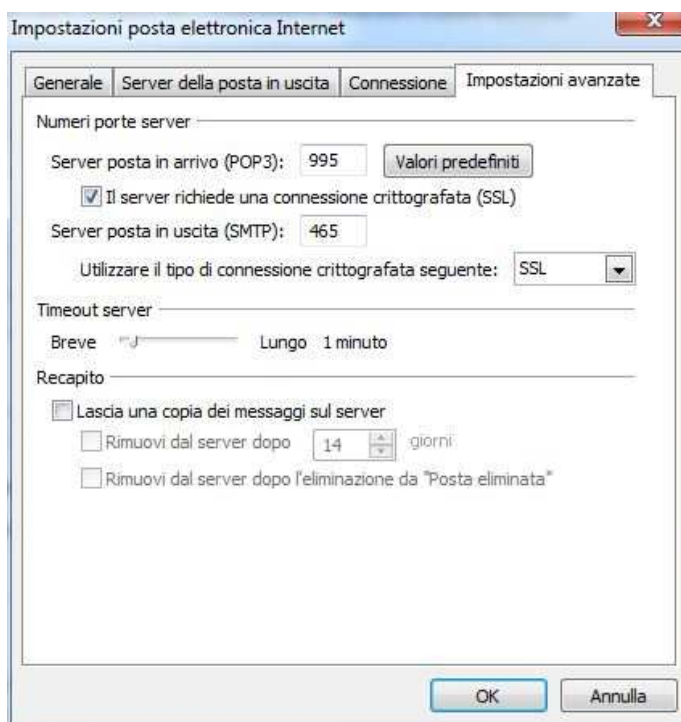 Impostazioni posta elettronica Internet
Generale Server della posta in uscita Connessione Impostazioni avanzate
Numeri porte server
Server posta in arrivo (POP3): 995 Valori predefiniti
Il server richiede una connessione crittografata (SSL)
Server posta in uscita (SMTP): 465
Utilizzare il tipo di connessione crittografata seguente: SSL
Timeout server
Breve Lungo 1 minuto
Recapito
Lascia una copia dei messaggi sul server
Rimuovi dal server dopo 14 giorni
Rimuovi dal server dopo l'eliminazione da "Posta eliminata"
OK Annulla